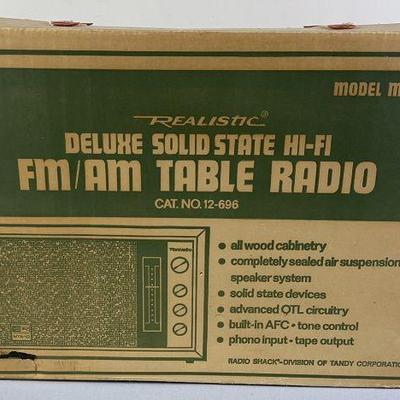 MODEL M
REALISTIC®
DELUXE SOLID STATE HI-FI
FM/AM TABLE RADIO
CAT. NO. 12-696
• all wood cabinetry
• completely sealed air suspension
speaker system
• solid state devices
• advanced OTL circuitry
• built-in AFC • tone control
• phono input • tape output
RADIO SHACK®-DIVISION OF TANDY CORPORATION